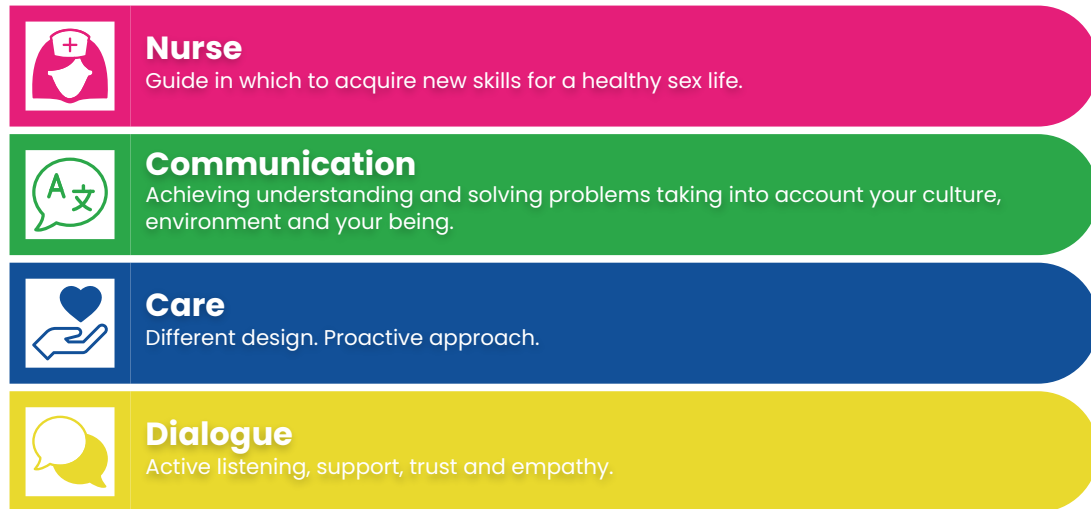 Nurse
Guide in which to acquire new skills for a healthy sex life.
A文
Communication
Achieving understanding and solving problems taking into account your culture,
environment and your being.
Care
Different design. Proactive approach.
Dialogue
Active listening, support, trust and empathy.